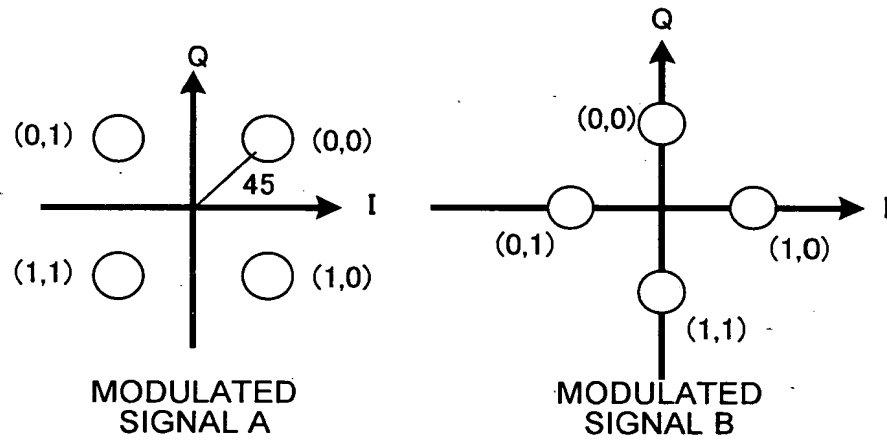 Q
(0,1)
(0,0)
45
I
(1,1)
(1,0)
MODULATED
SIGNAL A
Q
(0,0)
I
(0,1)
(1,0)
(1,1)
MODULATED
SIGNAL B